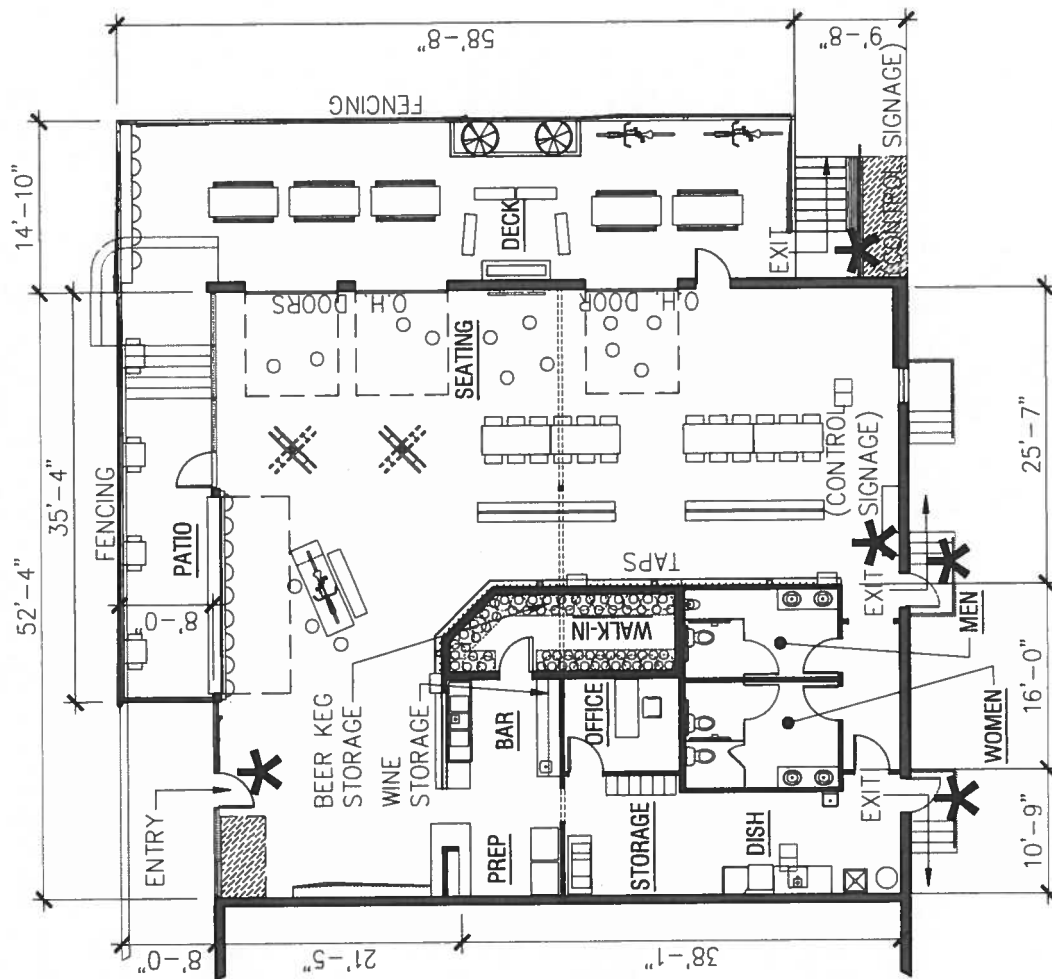 58'-8"
9'-8"
14'-10"
FENCING
SIGNAGE)
(CONTROL
DECK
EXIT
52'-4"
35'-4"
O.H. DOORS
O.H. DOOR
SEATING
FENCING
PATIO
8'-0
(CONTROL
SIGNAGE)
25'-7"
TAPS
EXIT
WALK-IN
MEN
BEER KEG
STORAGE
WINE
STORAGE
BAR
OFFICE
16'-0"
WOMEN
ENTRY
PREP
STORAGE
DISH
EXIT
10'-9"
8'-0"
21'-5"
38'-1"